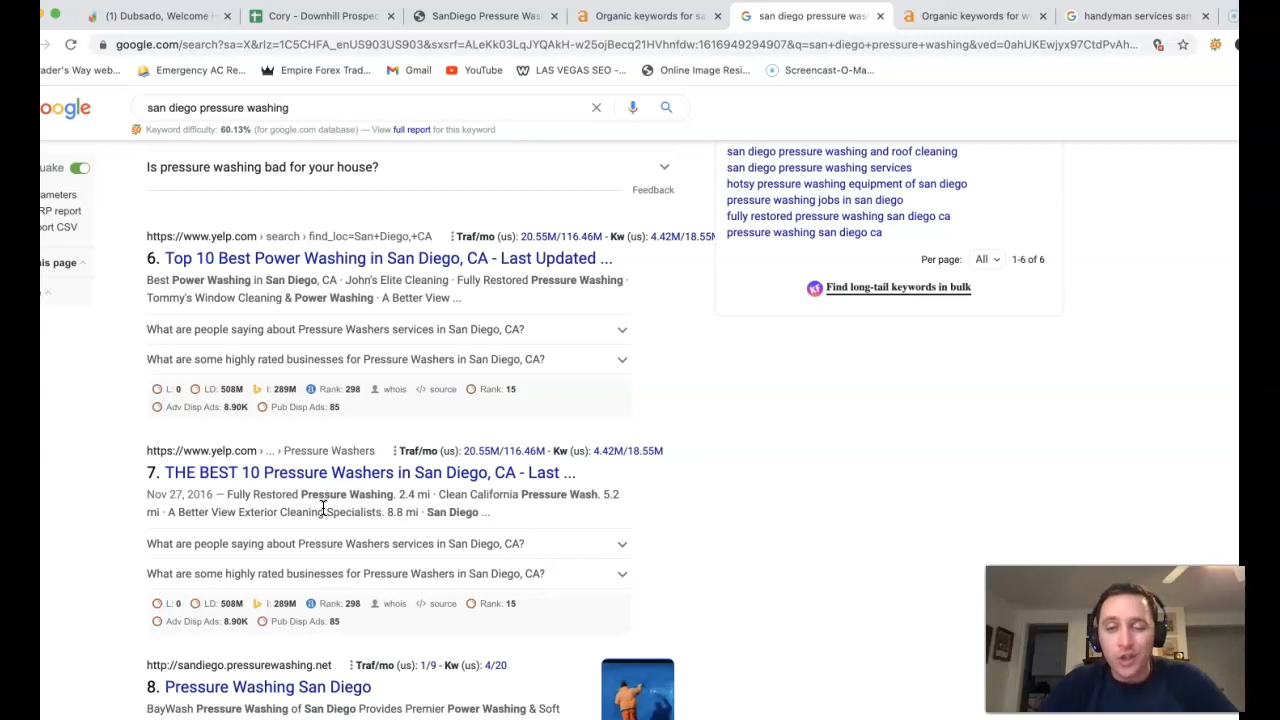 (1) Dubsado, Welcome H
Cory - Downhill Prospec
SanDiego Pressure Was
Organic keywords for sa
san diego pressure was
Organic keywords for w
handyman services san
google.com/search?sa=X&rlz=1C5CHFA_enUS903US903&sxsrf=ALeKk03LqJYQAkH-w25ojBecq21HVhnfdw:1616949294907&q=san+diego+pressure+washing&ved=0ahUKEwjyx97CtdPvAh...
ader's Way web...
Emergency AC Re...
Empire Forex Trad...
Gmail
YouTube
LAS VEGAS SEO -...
Online Image Resi...
Screencast-O-Ma...
oogle
san diego pressure washing
Keyword difficulty: 60.13% (for google.com database) — View full report for this keyword
uake
ameters
RP report
ort CSV
his page
Is pressure washing bad for your house?
Feedback
https://www.yelp.com › search › find_loc=San+Diego,+CA
Traf/mo (us): 20.55M/116.46M - Kw (us): 4.42M/18.55M
6. Top 10 Best Power Washing in San Diego, CA - Last Updated ...
Best Power Washing in San Diego, CA · John's Elite Cleaning · Fully Restored Pressure Washing ·
Tommy's Window Cleaning & Power Washing · A Better View ...
What are people saying about Pressure Washers services in San Diego, CA?
What are some highly rated businesses for Pressure Washers in San Diego, CA?
L: 0 LD: 508M I: 289M Rank: 298 whois </> source Rank: 15
Adv Disp Ads: 8.90K Pub Disp Ads: 85
https://www.yelp.com › ... › Pressure Washers
Traf/mo (us): 20.55M/116.46M - Kw (us): 4.42M/18.55M
7. THE BEST 10 Pressure Washers in San Diego, CA - Last ...
Nov 27, 2016 — Fully Restored Pressure Washing. 2.4 mi · Clean California Pressure Wash. 5.2
mi · A Better View Exterior Cleaning Specialists. 8.8 mi · San Diego ...
What are people saying about Pressure Washers services in San Diego, CA?
What are some highly rated businesses for Pressure Washers in San Diego, CA?
L: 0 LD: 508M I: 289M Rank: 298 whois </> source Rank: 15
Adv Disp Ads: 8.90K Pub Disp Ads: 85
http://sandiego.pressurewashing.net
Traf/mo (us): 1/9 - Kw (us): 4/20
8. Pressure Washing San Diego
BayWash Pressure Washing of San Diego Provides Premier Power Washing & Soft
san diego pressure washing and roof cleaning
san diego pressure washing services
hotsy pressure washing equipment of san diego
pressure washing jobs in san diego
fully restored pressure washing san diego ca
pressure washing san diego ca
Per page: All 1-6 of 6
Find long-tail keywords in bulk